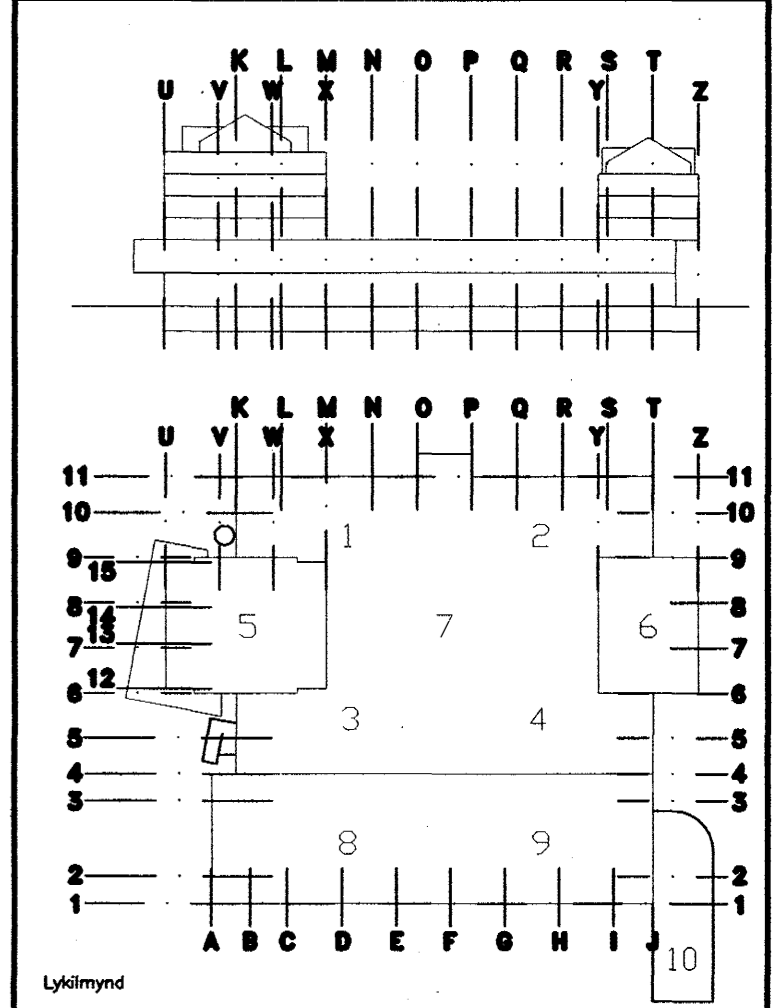 K L M N O P Q R S T
U V W X Y Z
K L M N O P Q R S T
U V W X Y Z
11 11
10 10
1 2
9 9
15
8 8
14
5 7 6
13
7 7
12
6 6
3 4
5 5
4 4
3 3
8 9
2 2
1 1
A B C D E F G H I J
10
Lykilmynd